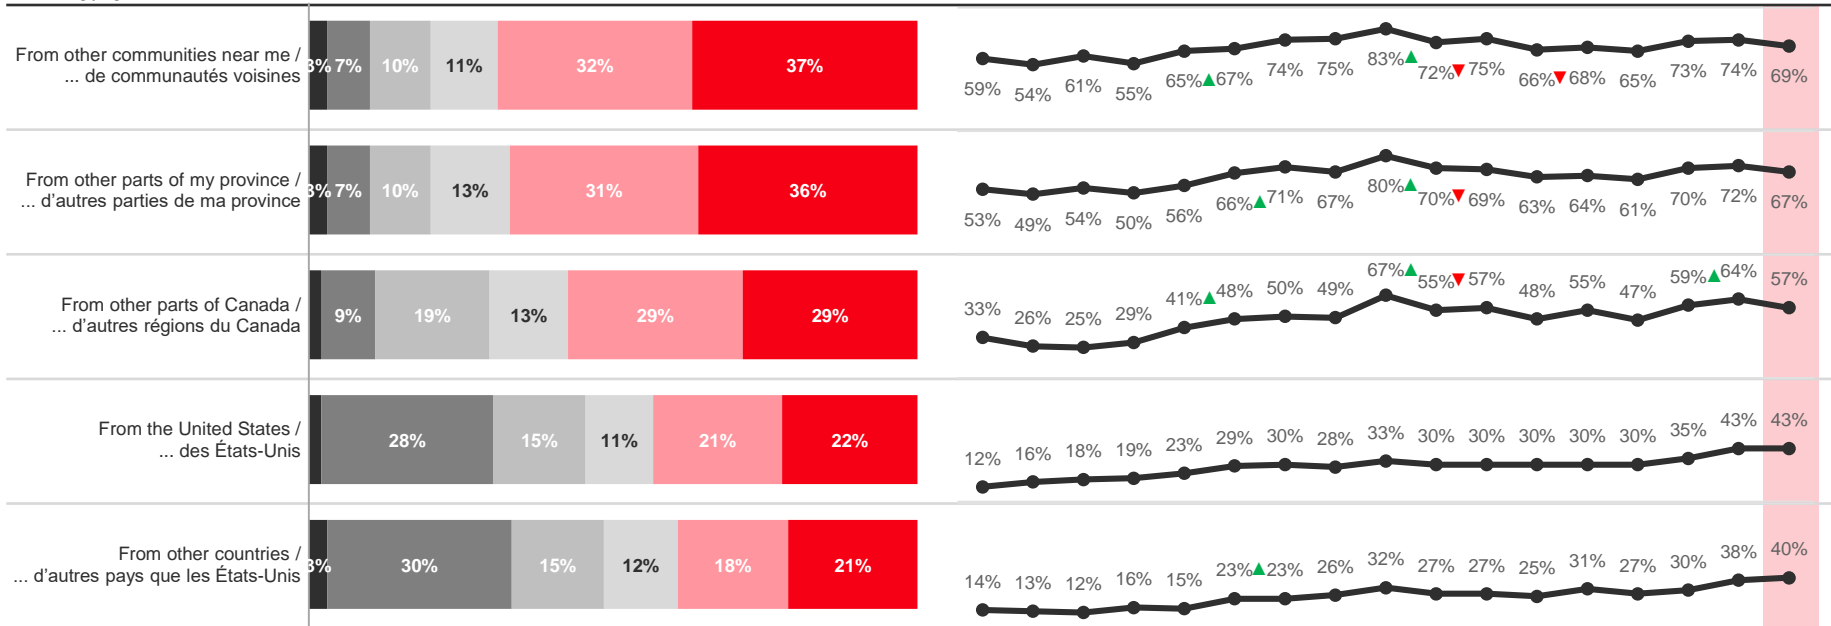 From other communities near me /
... de communautés voisines
3% 7% 10% 11% 32% 37%
59% 54% 61% 55% 65% 67% 74% 75% 83% 72% 75% 66% 68% 65% 73% 74% 69%
From other parts of my province /
... d'autres parties de ma province
3% 7% 10% 13% 31% 36%
53% 49% 54% 50% 56% 66% 71% 67% 80% 70% 69% 63% 64% 61% 70% 72% 67%
From other parts of Canada /
... d'autres régions du Canada
9% 19% 13% 29% 29%
33% 26% 25% 29% 41% 48% 50% 49% 67% 55% 57% 48% 55% 47% 59% 64% 57%
From the United States /
... des États-Unis
28% 15% 11% 21% 22%
12% 16% 18% 19% 23% 29% 30% 28% 33% 30% 30% 30% 30% 30% 35% 43% 43%
From other countries /
... d'autres pays que les États-Unis
3% 30% 15% 12% 18% 21%
14% 13% 12% 16% 15% 23% 23% 26% 32% 27% 27% 25% 31% 27% 30% 38% 40%